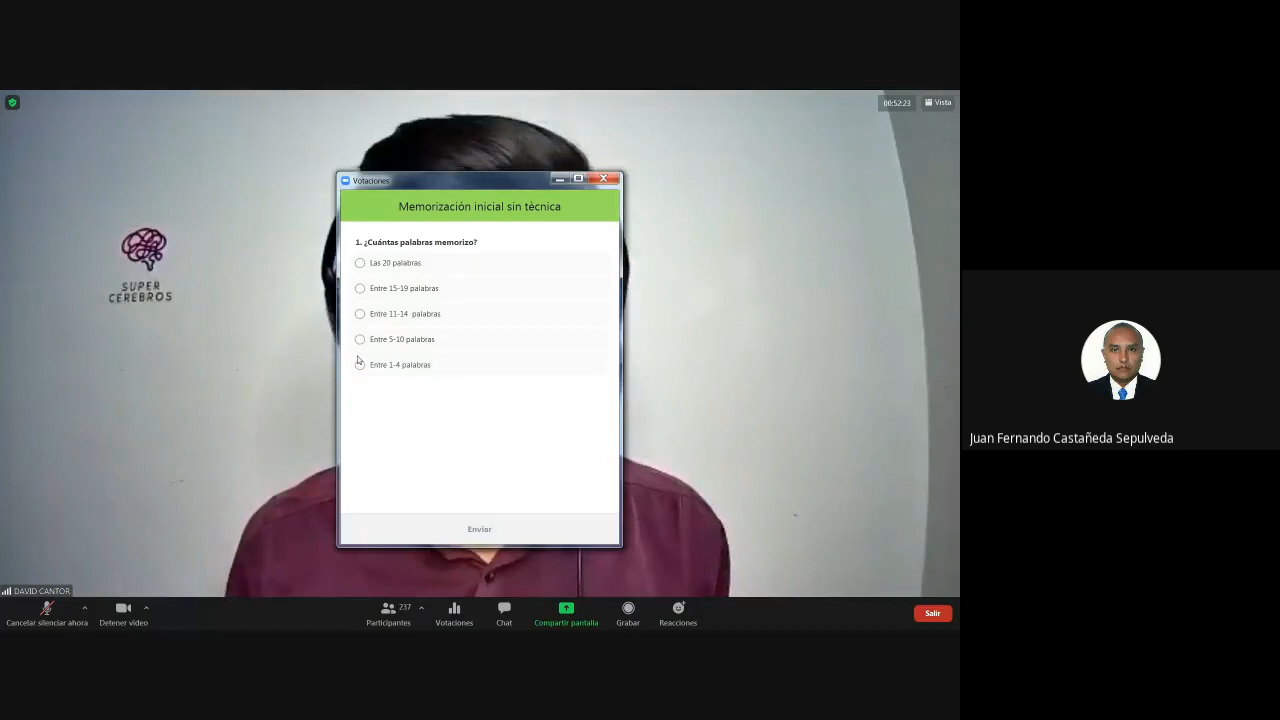 00:52:23
Vista
Votaciones
Memorización inicial sin tècnica
1. ¿Cuántas palabras memorizo?
Las 20 palabras
Entre 15-19 palabras
Entre 11-14 palabras
Entre 5-10 palabras
Entre 1-4 palabras
Enviar
SUPER
CEREBROS
Juan Fernando Castañeda Sepulveda
DAVID CANTOR
237
Cancelar silenciar ahora
Detener video
Participantes
Votaciones
Chat
Compartir pantalla
Grabar
Reacciones
Salir